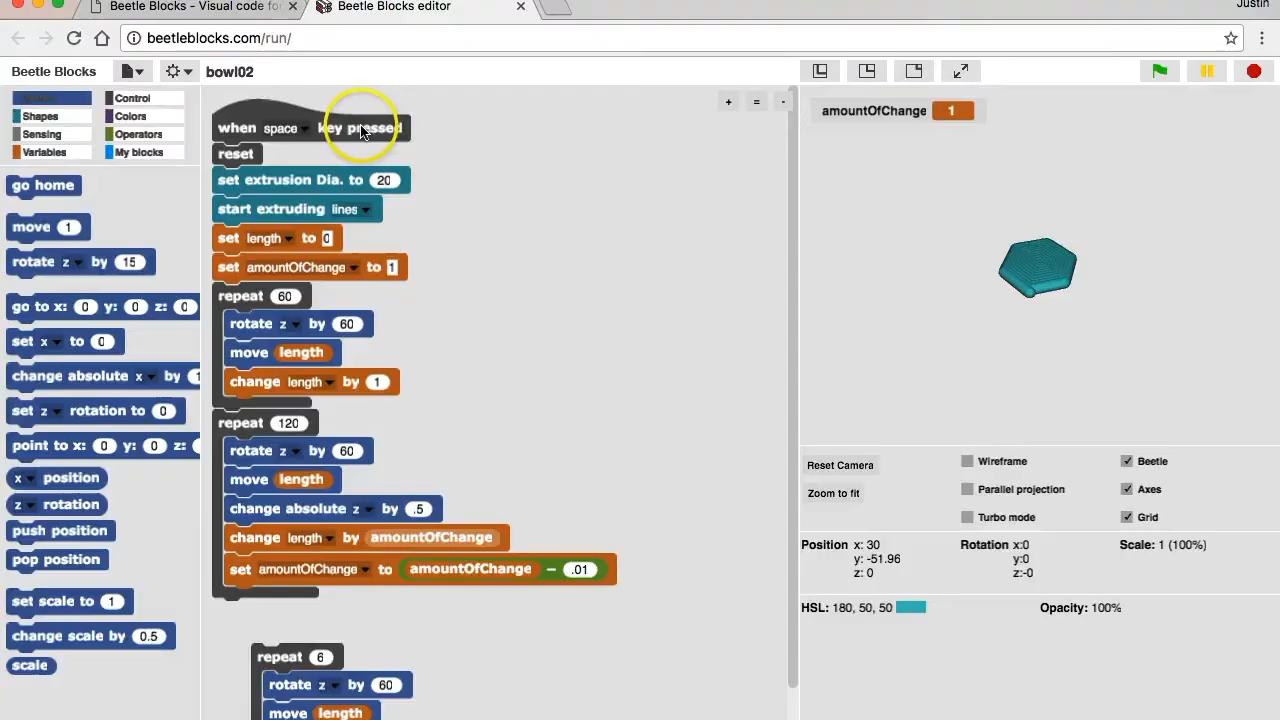 Beetle Blocks - Visual code fo
Beetle Blocks editor
Justin
beetleblocks.com/run/
Beetle Blocks
bowl02
Control
Shapes
Colors
Sensing
Operators
Variables
My blocks
go home
move 1
rotate z by 15
go to x: 0 y: 0 z: 0
set x to 0
change absolute x by 1
set z rotation to 0
point to x: 0 y: 0 z:
x position
z rotation
push position
pop position
set scale to 1
change scale by 0.5
scale
+ = -
when space key pressed
reset
set extrusion Dia. to 20
start extruding lines
set length to 0
set amountOfChange to 1
repeat 60
rotate z by 60
move length
change length by 1
repeat 120
rotate z by 60
move length
change absolute z by .5
change length by amountOfChange
set amountOfChange to amountOfChange - .01
repeat 6
rotate z by 60
move length
amountOfChange 1
Reset Camera
Zoom to fit
Wireframe
Parallel projection
Turbo mode
Beetle
Axes
Grid
Position x: 30
y: -51.96
z: 0
Rotation x:0
y:0
z:-0
Scale: 1 (100%)
HSL: 180, 50, 50
Opacity: 100%